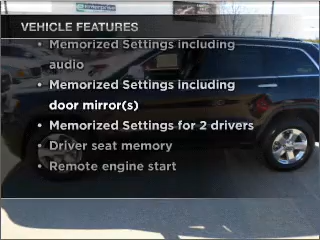 VEHICLE FEATURES
• Memorized Settings including
audio
• Memorized Settings including
door mirror(s)
• Memorized Settings for 2 drivers
• Driver seat memory
• Remote engine start